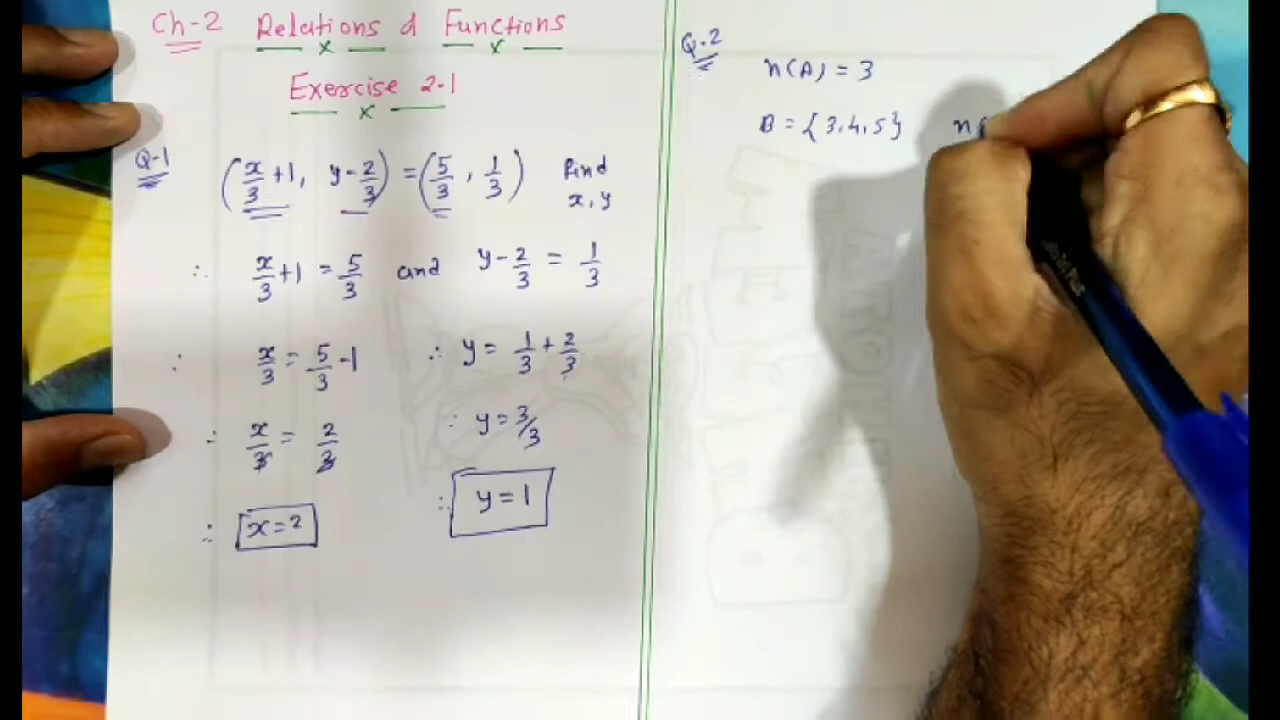 Ch-2 Relations & Functions
Exercise 2.1
Q-1 (x/3 +1, y-2/3) = (5/3, 1/3) Find x, y
∴ x/3 +1 = 5/3 and y-2/3 = 1/3
∴ x/3 = 5/3 -1 ∴ y = 1/3 + 2/3
∴ x/3 = 2/3 ∴ y = 3/3
∴ x=2 ∴ y=1
Q-2 n(A) = 3
B = {3,4,5} n